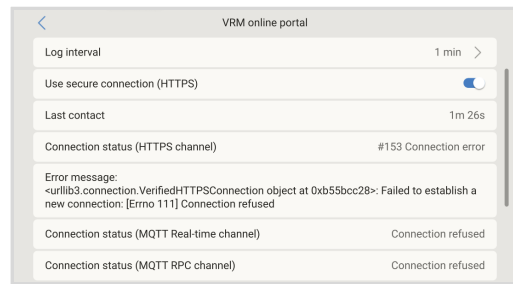 VRM online portal
Log interval 1 min
Use secure connection (HTTPS)
Last contact 1m 26s
Connection status (HTTPS channel) #153 Connection error
Error message:
<urllib3.connection.VerifiedHTTPSConnection object at 0xb55bcc28>: Failed to establish a
new connection: [Errno 111] Connection refused
Connection status (MQTT Real-time channel) Connection refused
Connection status (MQTT RPC channel) Connection refused